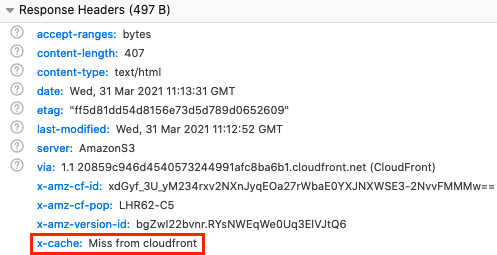 Response Headers (497 B)
accept-ranges: bytes
content-length: 407
content-type: text/html
date: Wed, 31 Mar 2021 11:13:31 GMT
etag: "ff5d81dd54d8156e73d5d789d0652609"
last-modified: Wed, 31 Mar 2021 11:12:52 GMT
server: AmazonS3
via: 1.1 20859c946d4540573244991afc8ba6b1.cloudfront.net (CloudFront)
x-amz-cf-id: xdGyf_3U_yM234rxv2NXnJyqEOa27rWbaE0YXJNXWSE3-2NvvFMMMw==
x-amz-cf-pop: LHR62-C5
x-amz-version-id: bgZwI22bvnr.RYsNWEqWe0Uq3ElVJtQ6
x-cache: Miss from cloudfront